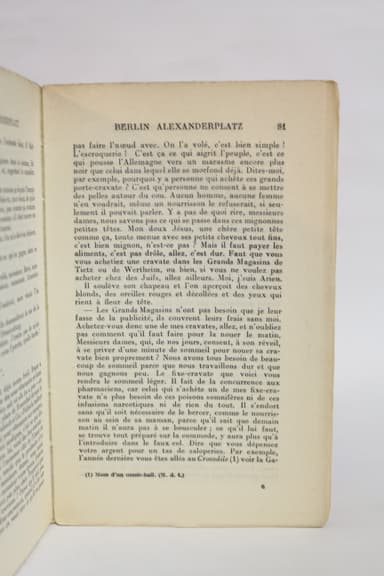 BERLIN ALEXANDERPLATZ 81
pas faire l'nœud avec. On l'a volé, c'est bien simple !
L'escroquerie ! C'est ça ce qui aigrit l'peuple, c'est ce
qui pousse l'Allemagne vers un marasme encore plus
noir que celui dans lequel elle se morfond déjà. Dites-moi,
par exemple, pourquoi y a personne qui achète ces grands
porte-cravate ? C'est qu'personne ne consent à se mettre
des pelles autour du cou. Aucun homme, aucune femme
n'en voudrait, même un nourrisson le refuserait, si seu-
lement il pouvait parler. Y a pas de quoi rire, messieurs
dames, nous savons pas ce qui se passe dans ces mignonnes
petites têtes. Mon doux Jésus, une chère petite tête
comme ça, toute menue avec ses petits cheveux tout fins,
c'est bien mignon, n'est-ce pas ? Mais il faut payer les
aliments, c'est pas drôle, allez, c'est dur. Faut que vous
vous achetiez une cravate dans les Grands Magasins de
Tietz ou de Wertheim, ou bien, si vous ne voulez pas
acheter chez des Juifs, allez ailleurs. Moi, j'suis Arien.
Il soulève son chapeau et l'on aperçoit des cheveux
blonds, des oreilles rouges et décollées et des yeux qui
rient à fleur de tête.
— Les Grands Magasins n'ont pas besoin que je leur
fasse de la publicité, ils couvrent leurs frais sans moi.
Achetez-vous donc une de mes cravates, allez, et n'oubliez
pas comment qu'il faut faire pour la nouer le matin.
Messieurs dames, qui, de nos jours, consent, à son réveil,
à se priver d'une minute de sommeil pour nouer sa cra-
vate bien proprement ? Nous avons tous besoin de beau-
coup de sommeil parce que nous travaillons dur et que
nous gagnons peu. Le fixe-cravate que voici vous
rendra le sommeil léger. Il fait de la concurrence aux
pharmaciens, car celui qui s'achète un de mes fixe-cra-
vate n'a plus besoin de ces poisons somnifères ni de ces
infusions narcotiques ni de rien du tout. Il s'endort
sans qu'il soit nécessaire de le bercer, comme le nourris-
son au sein de sa maman, parce qu'il sait que demain
matin il n'aura pas à se bousculer ; ce qu'il lui faut,
se trouve tout préparé sur la commode, y aura plus qu'à
l'introduire dans le faux col. Dire que vous dépensez
votre argent pour un tas de saloperies. Par exemple,
l'année dernière vous êtes allés au Crocodile (1) voir la Ga-
(1) Nom d'un music-hall. (N. d. t.)
6